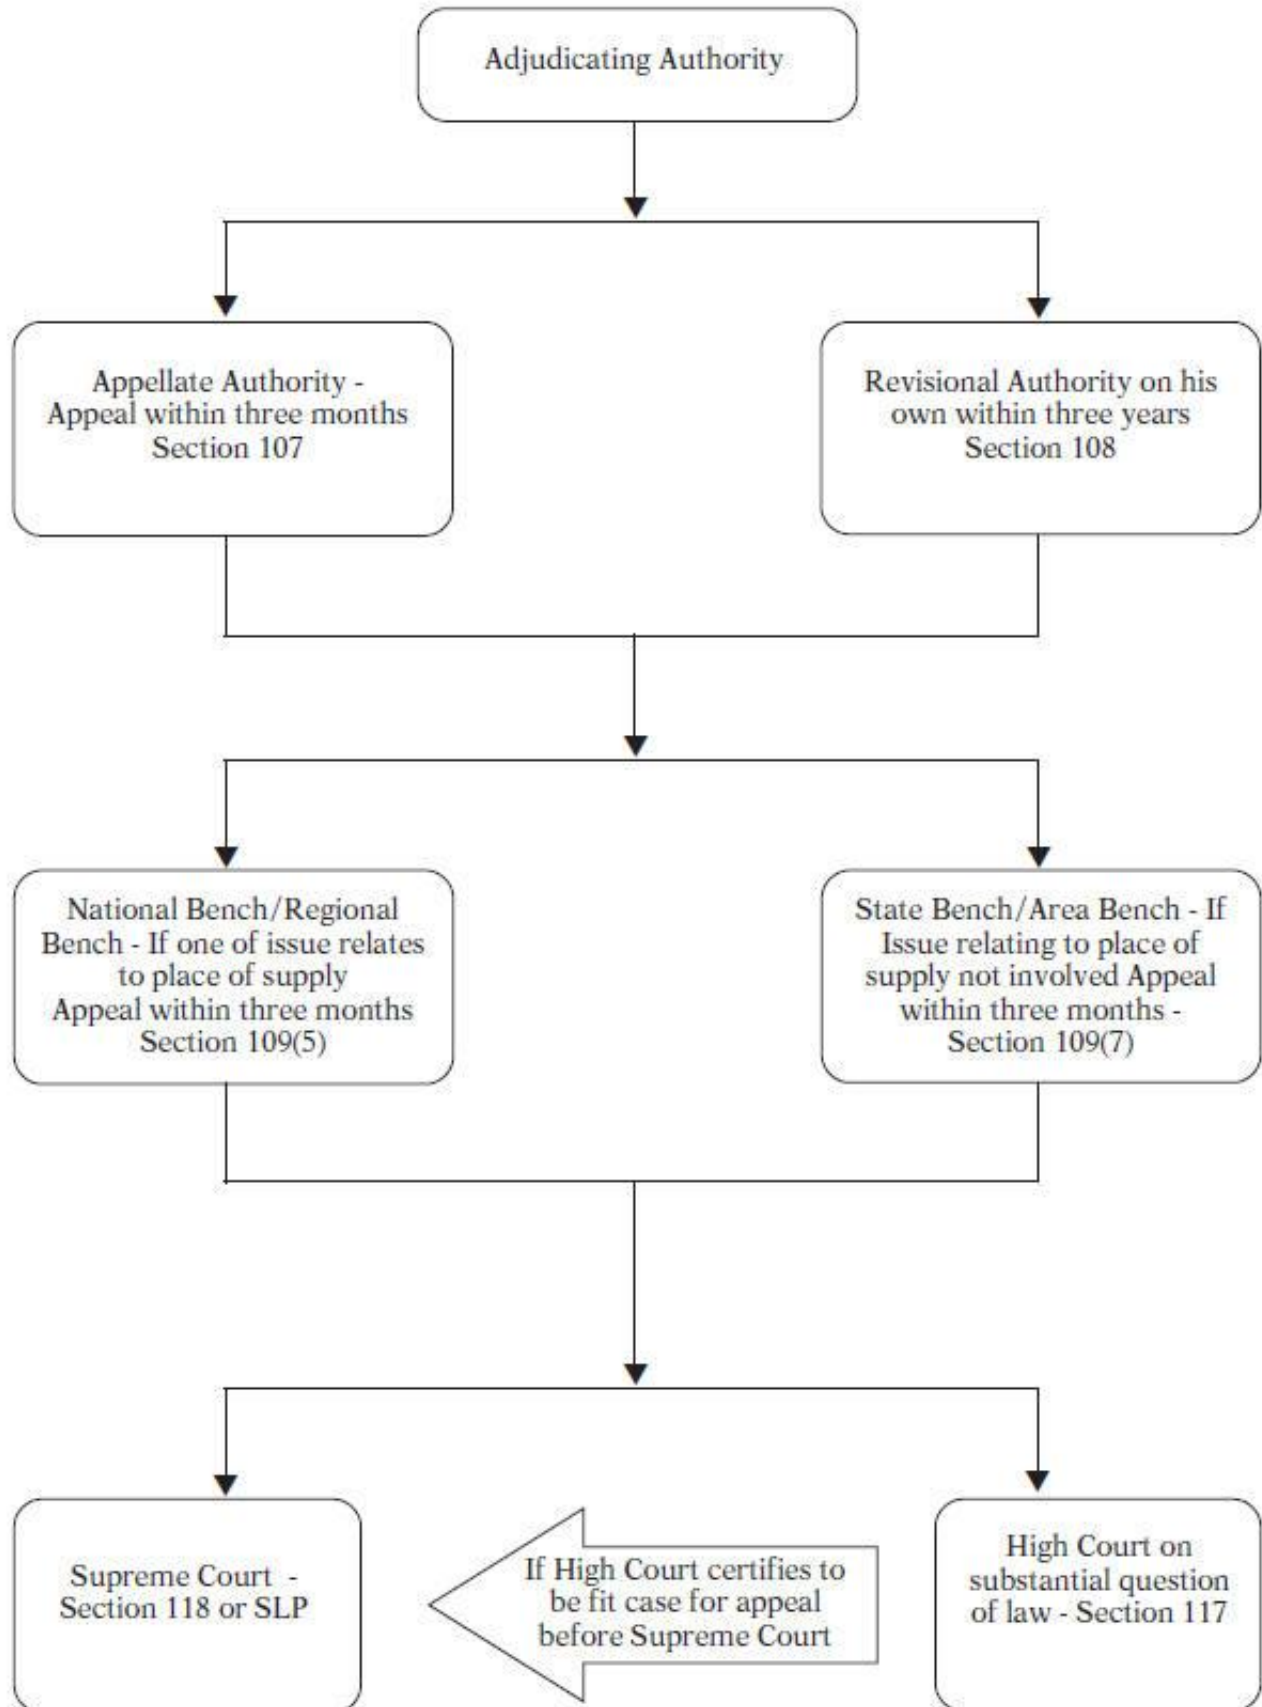 Adjudicating Authority
Appellate Authority -
Appeal within three months
Section 107
Revisional Authority on his
own within three years
Section 108
National Bench/Regional
Bench - If one of issue relates
to place of supply
Appeal within three months
Section 109(5)
State Bench/Area Bench - If
Issue relating to place of
supply not involved Appeal
within three months -
Section 109(7)
Supreme Court -
Section 118 or SLP
If High Court certifies to
be fit case for appeal
before Supreme Court
High Court on
substantial question
of law - Section 117